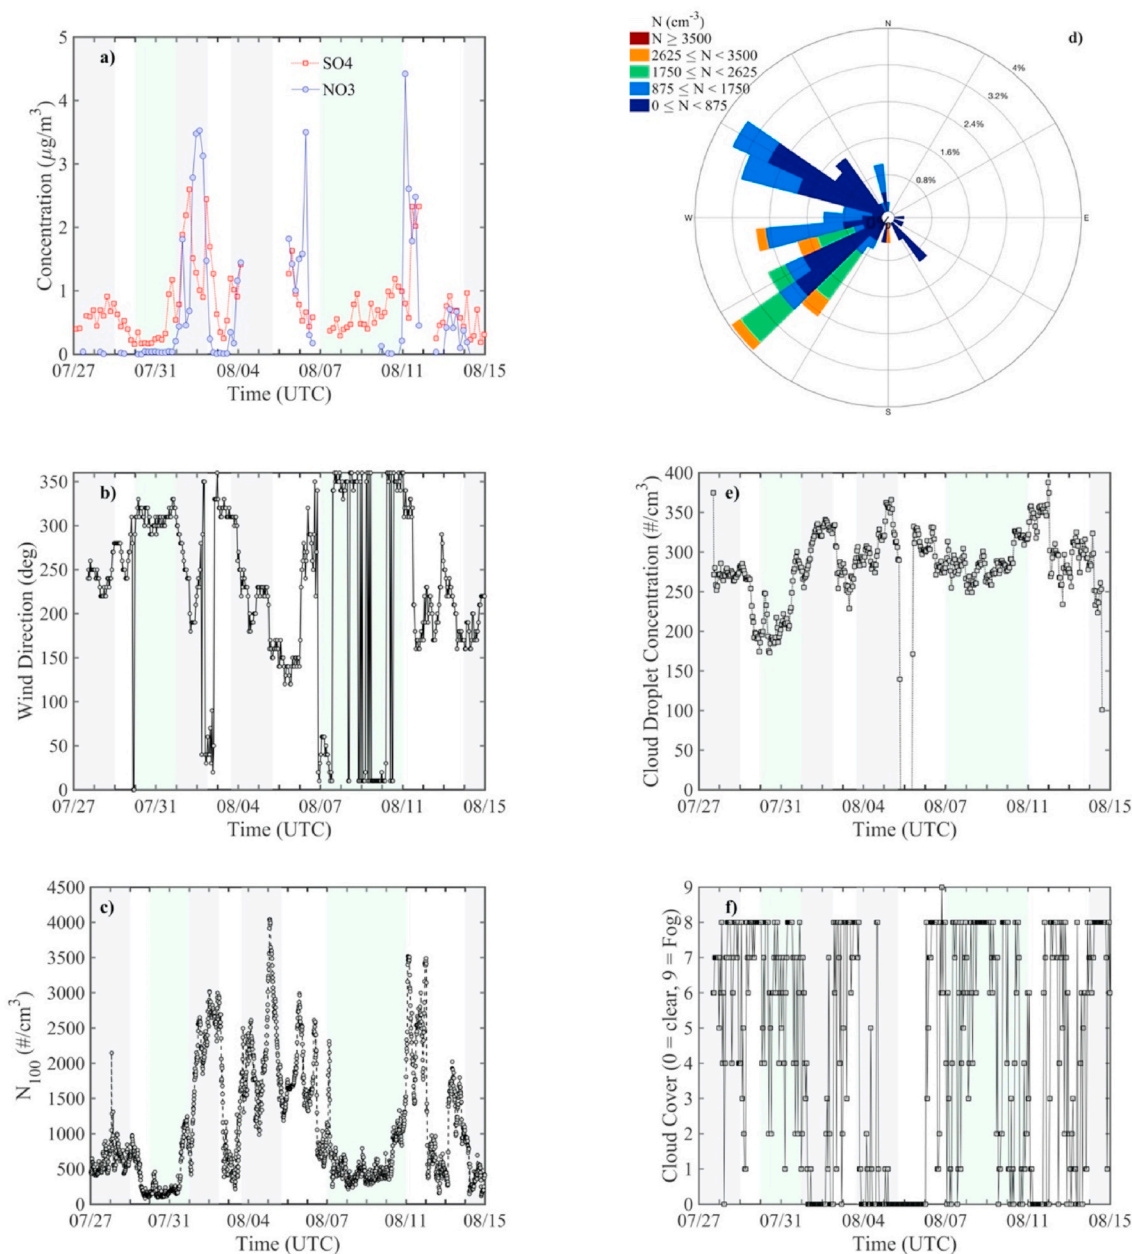 a)
SO4
NO3
5
4
3
2
1
0
Concentration (µg/m³)
07/27 07/31 08/04 08/07 08/11 08/15
Time (UTC)
N (cm⁻³)
N ≥ 3500
2625 ≤ N < 3500
1750 ≤ N < 2625
875 ≤ N < 1750
0 ≤ N < 875
d)
N
4%
3.2%
2.4%
1.6%
0.8%
W
E
S
b)
350
300
250
200
150
100
50
0
Wind Direction (deg)
07/27 07/31 08/04 08/07 08/11 08/15
Time (UTC)
e)
400
350
300
250
200
150
100
50
0
Cloud Droplet Concentration (#/cm³)
07/27 07/31 08/04 08/07 08/11 08/15
Time (UTC)
c)
4500
4000
3500
3000
2500
2000
1500
1000
500
0
N₁₀₀ (#/cm³)
07/27 07/31 08/04 08/07 08/11 08/15
Time (UTC)
f)
9
8
7
6
5
4
3
2
1
0
Cloud Cover (0 = clear, 9 = Fog)
07/27 07/31 08/04 08/07 08/11 08/15
Time (UTC)